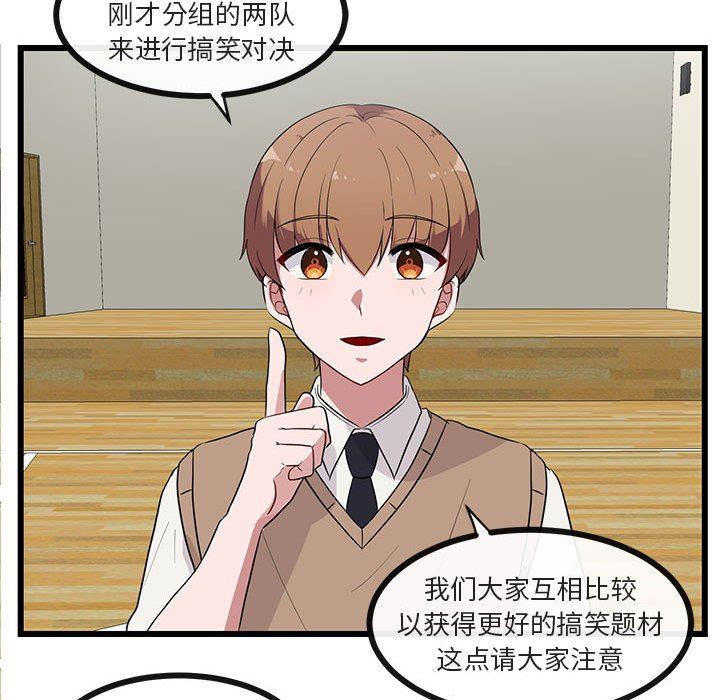 刚才分组的两队
来进行搞笑对决
我们大家互相比较
以获得更好的搞笑题材
这点请大家注意